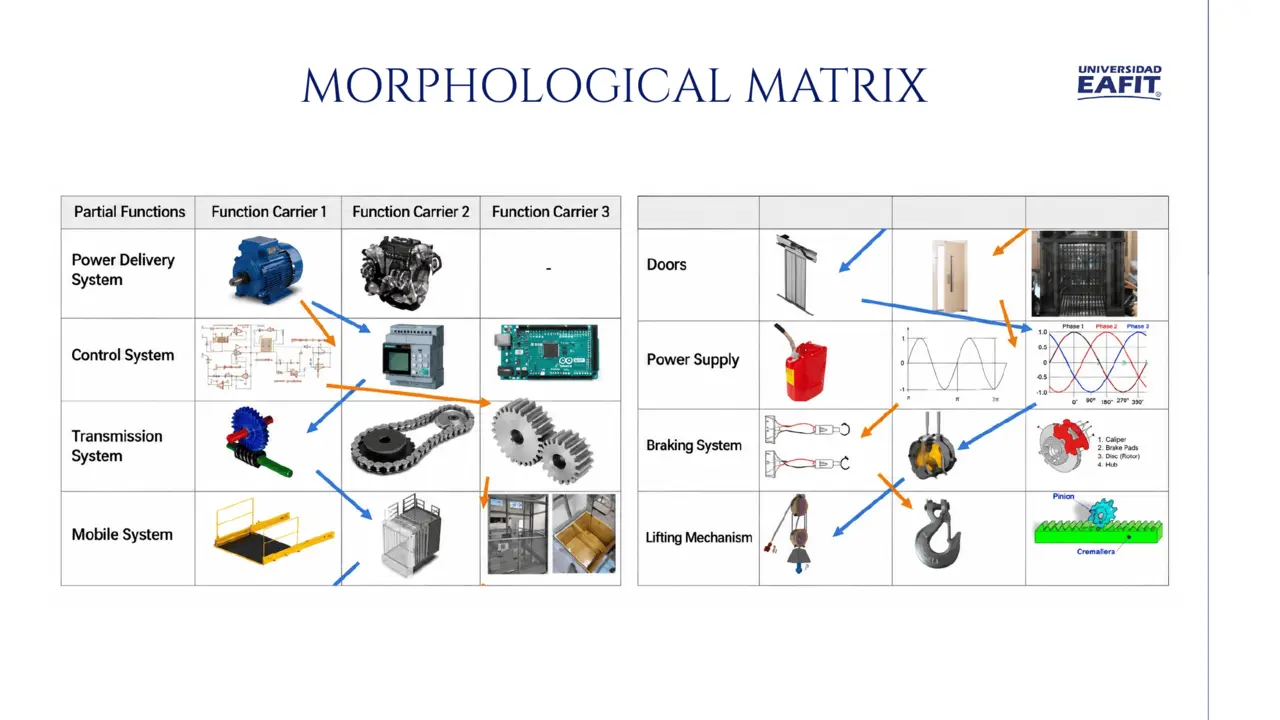 MORPHOLOGICAL MATRIX
UNIVERSIDAD
EAFIT
Partial Functions
Function Carrier 1
Function Carrier 2
Function Carrier 3
Power Delivery
System
-
Control System
Transmission
System
Mobile System
Doors
Power Supply
1
0
-1
π
π
3π
Phase 1
Phase 2
Phase 3
1.0
0.5
0
-0.5
-1.0
0°
90°
180°
270°
390°
Braking System
1. Caliper
2. Brake Pads
3. Disc (Rotor)
4. Hub
Lifting Mechanism
Pinion
Cremallera